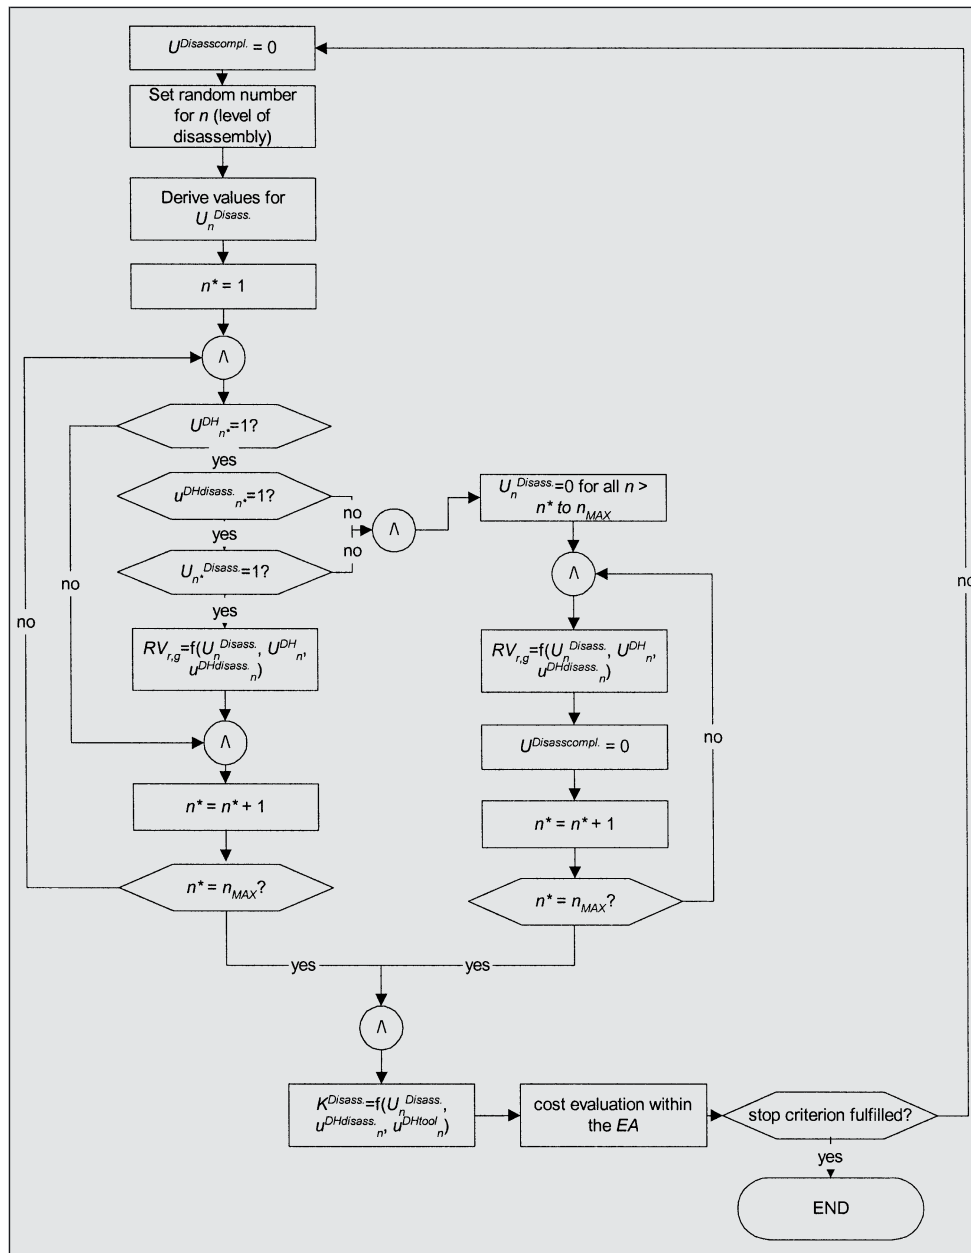 U^Disasscompl. = 0
Set random number
for n (level of
disassembly)
Derive values for
U_n^Disass.
n* = 1
Λ
U^DH_n*=1?
yes
u^DHdisass._n*=1?
no
yes
U_n*^Disass.=1?
no
yes
RV_r,g=f(U_n^Disass., U^DH_n,
u^DHdisass._n)
no
no
Λ
n* = n* + 1
n* = n_MAX?
yes
Λ
U_n^Disass.=0 for all n >
n* to n_MAX
Λ
RV_r,g=f(U_n^Disass., U^DH_n,
u^DHdisass._n)
U^Disasscompl. = 0
no
n* = n* + 1
n* = n_MAX?
yes
Λ
K^Disass.=f(U_n^Disass.,
u^DHdisass._n, u^DHtool_n)
cost evaluation within
the EA
stop criterion fulfilled?
no
yes
END